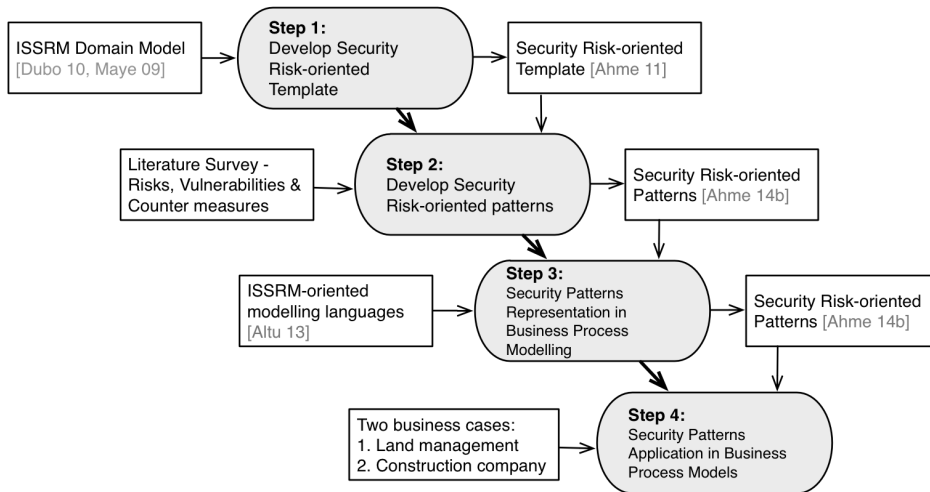 ISSRM Domain Model
[Dubo 10, Maye 09]
Step 1:
Develop Security
Risk-oriented
Template
Security Risk-oriented
Template [Ahme 11]
Literature Survey -
Risks, Vulnerabilities &
Counter measures
Step 2:
Develop Security
Risk-oriented patterns
Security Risk-oriented
Patterns [Ahme 14b]
ISSRM-oriented
modelling languages
[Altu 13]
Step 3:
Security Patterns
Representation in
Business Process
Modelling
Security Risk-oriented
Patterns [Ahme 14b]
Two business cases:
1. Land management
2. Construction company
Step 4:
Security Patterns
Application in Business
Process Models